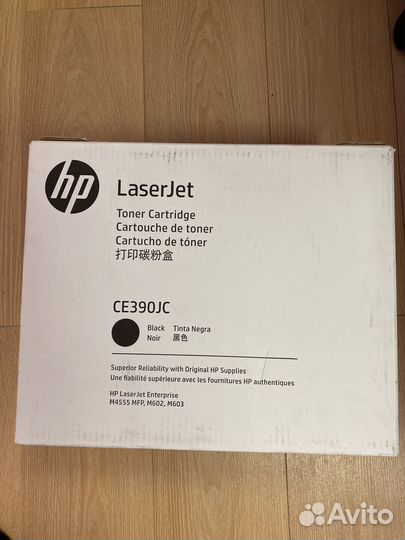 hp
LaserJet
Toner Cartridge
Cartouche de toner
Cartucho de tóner
打印碳粉盒
CE390JC
Black Tinta Negra
Noir 黑色
Superior Reliability with Original HP Supplies
Une fiabilité supérieure avec les fournitures HP authentiques
HP LaserJet Enterprise
M4555 MFP, M602, M603
Avito